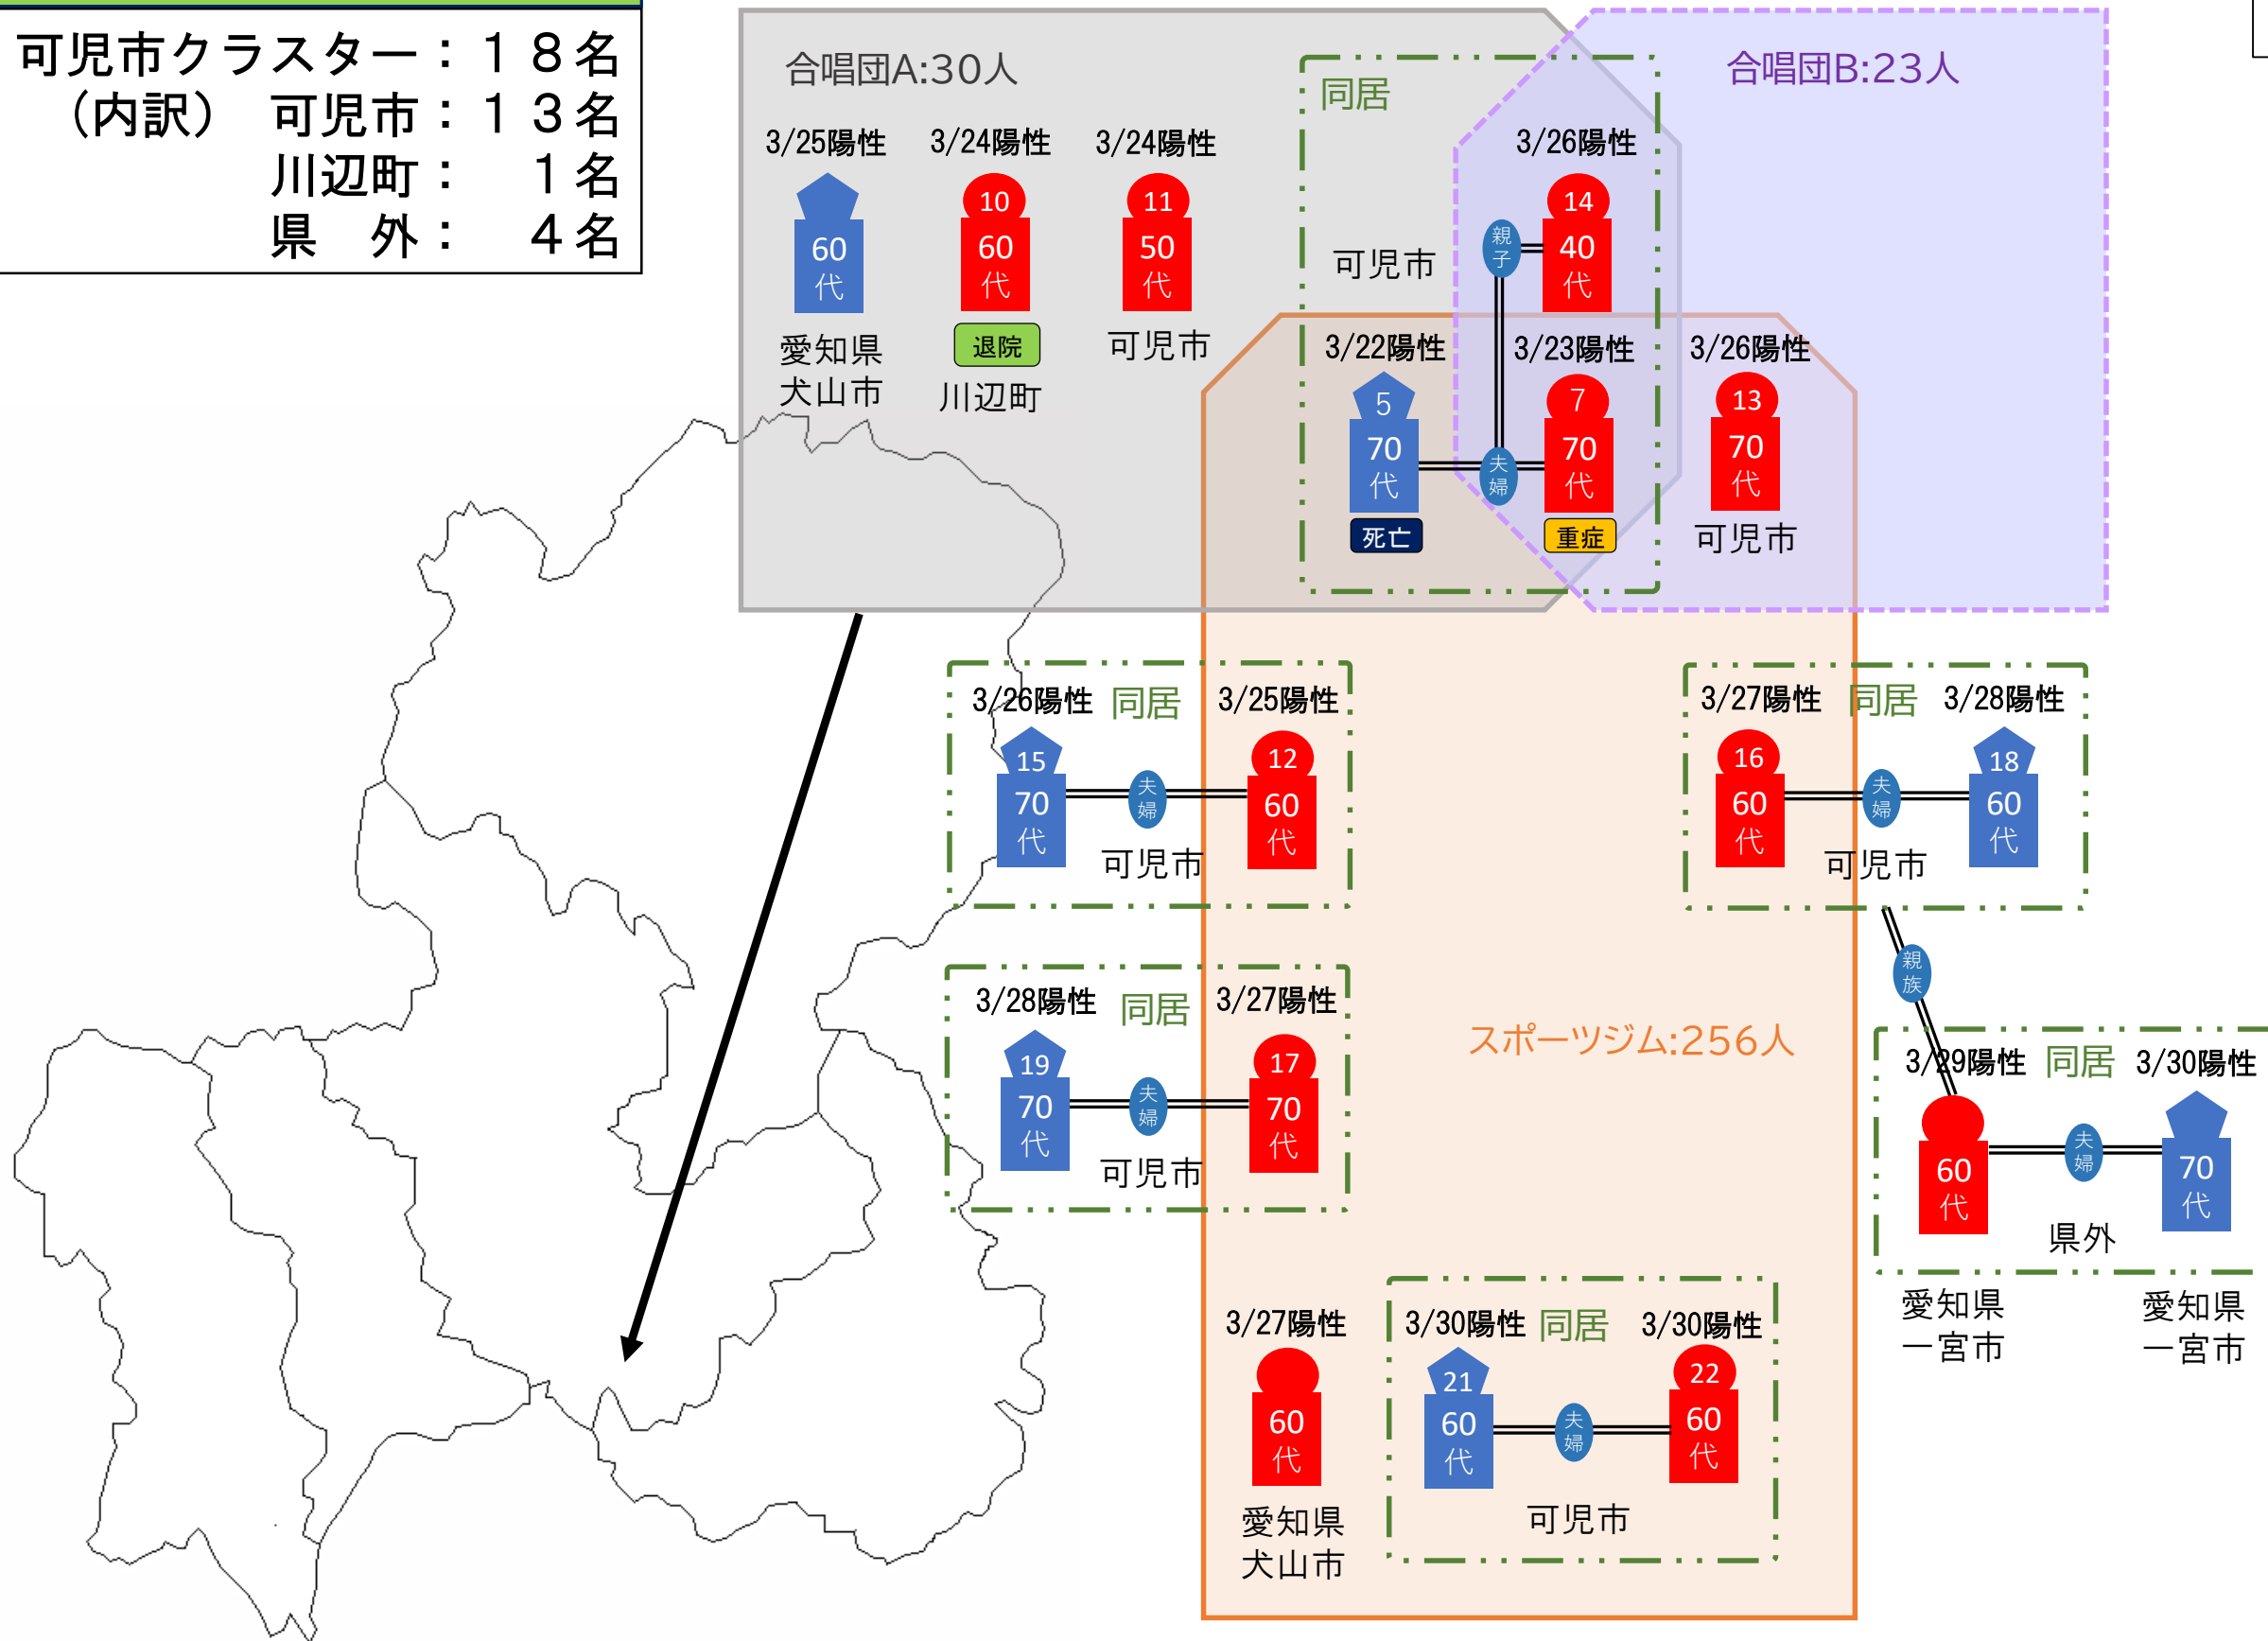 可児市クラスター：１８名
（内訳）　可児市：１３名
川辺町：　１名
県　外：　４名
合唱団A:30人
合唱団B:23人
同居
3/25陽性
3/24陽性
3/24陽性
3/26陽性
60
代
10
60
代
11
50
代
14
40
代
親
子
可児市
愛知県
犬山市
退院
川辺町
可児市
3/22陽性
3/23陽性
3/26陽性
5
70
代
夫
婦
7
70
代
13
70
代
死亡
重症
可児市
3/26陽性
同居
3/25陽性
15
70
代
夫
婦
12
60
代
可児市
3/27陽性
同居
3/28陽性
16
60
代
夫
婦
18
60
代
可児市
親
族
3/28陽性
同居
3/27陽性
19
70
代
夫
婦
17
70
代
可児市
スポーツジム:256人
3/29陽性
同居
3/30陽性
60
代
夫
婦
70
代
県外
愛知県
一宮市
愛知県
一宮市
3/27陽性
60
代
愛知県
犬山市
3/30陽性
同居
3/30陽性
21
60
代
夫
婦
22
60
代
可児市